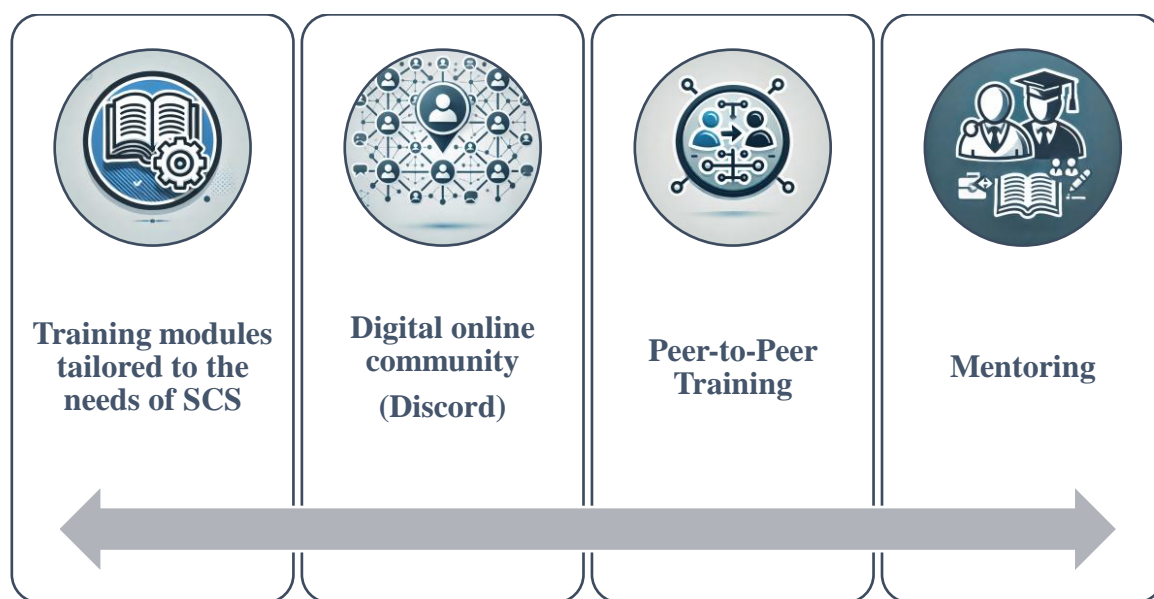 Training modules
tailored to the
needs of SCS
Digital online
community
(Discord)
Peer-to-Peer
Training
Mentoring